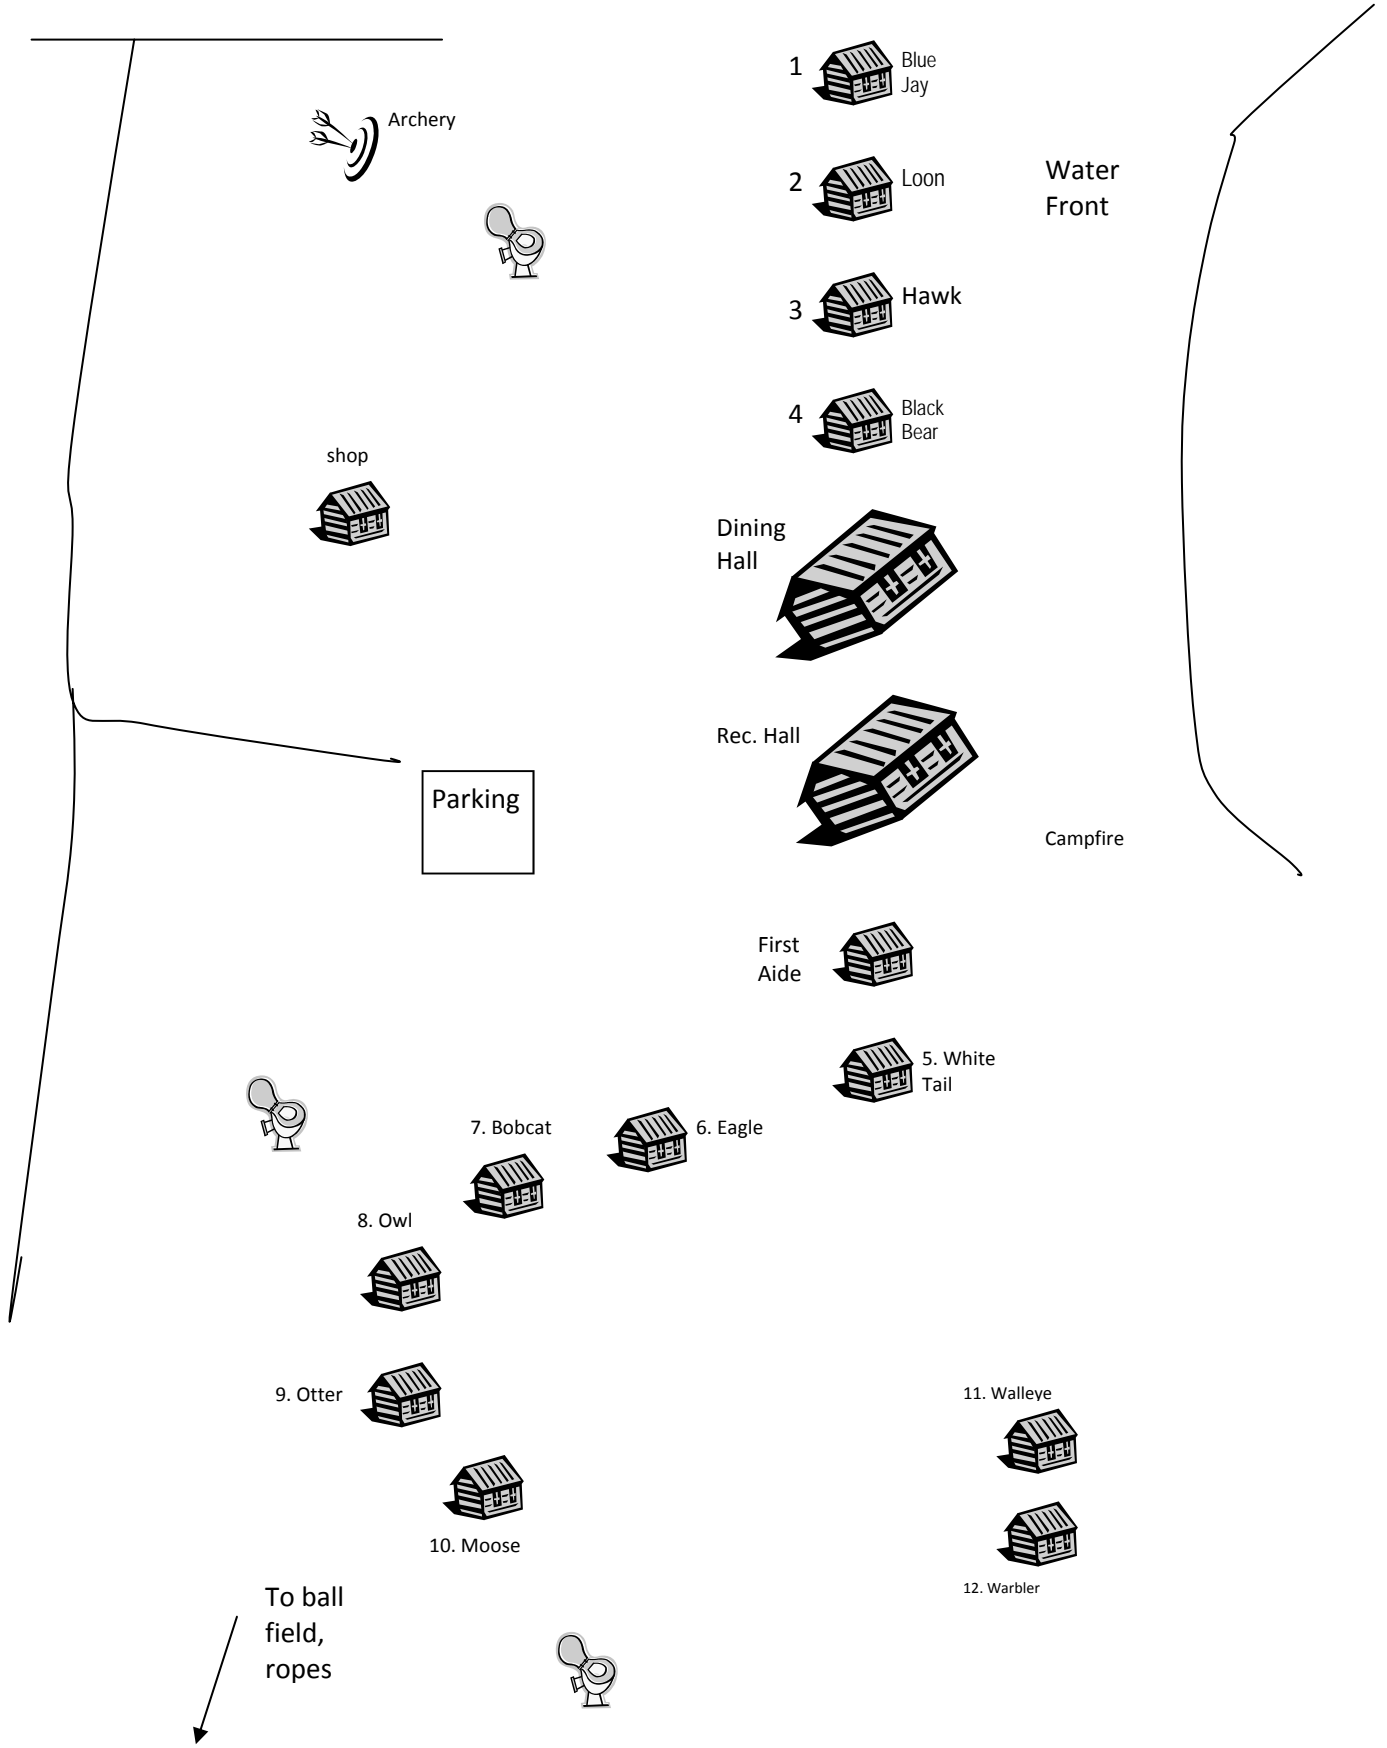 1
Blue
Jay
Archery
2
Loon
Water
Front
3
Hawk
4
Black
Bear
shop
Dining
Hall
Rec. Hall
Parking
Campfire
First
Aide
5. White
Tail
7. Bobcat
6. Eagle
8. Owl
9. Otter
11. Walleye
10. Moose
12. Warbler
To ball
field,
ropes